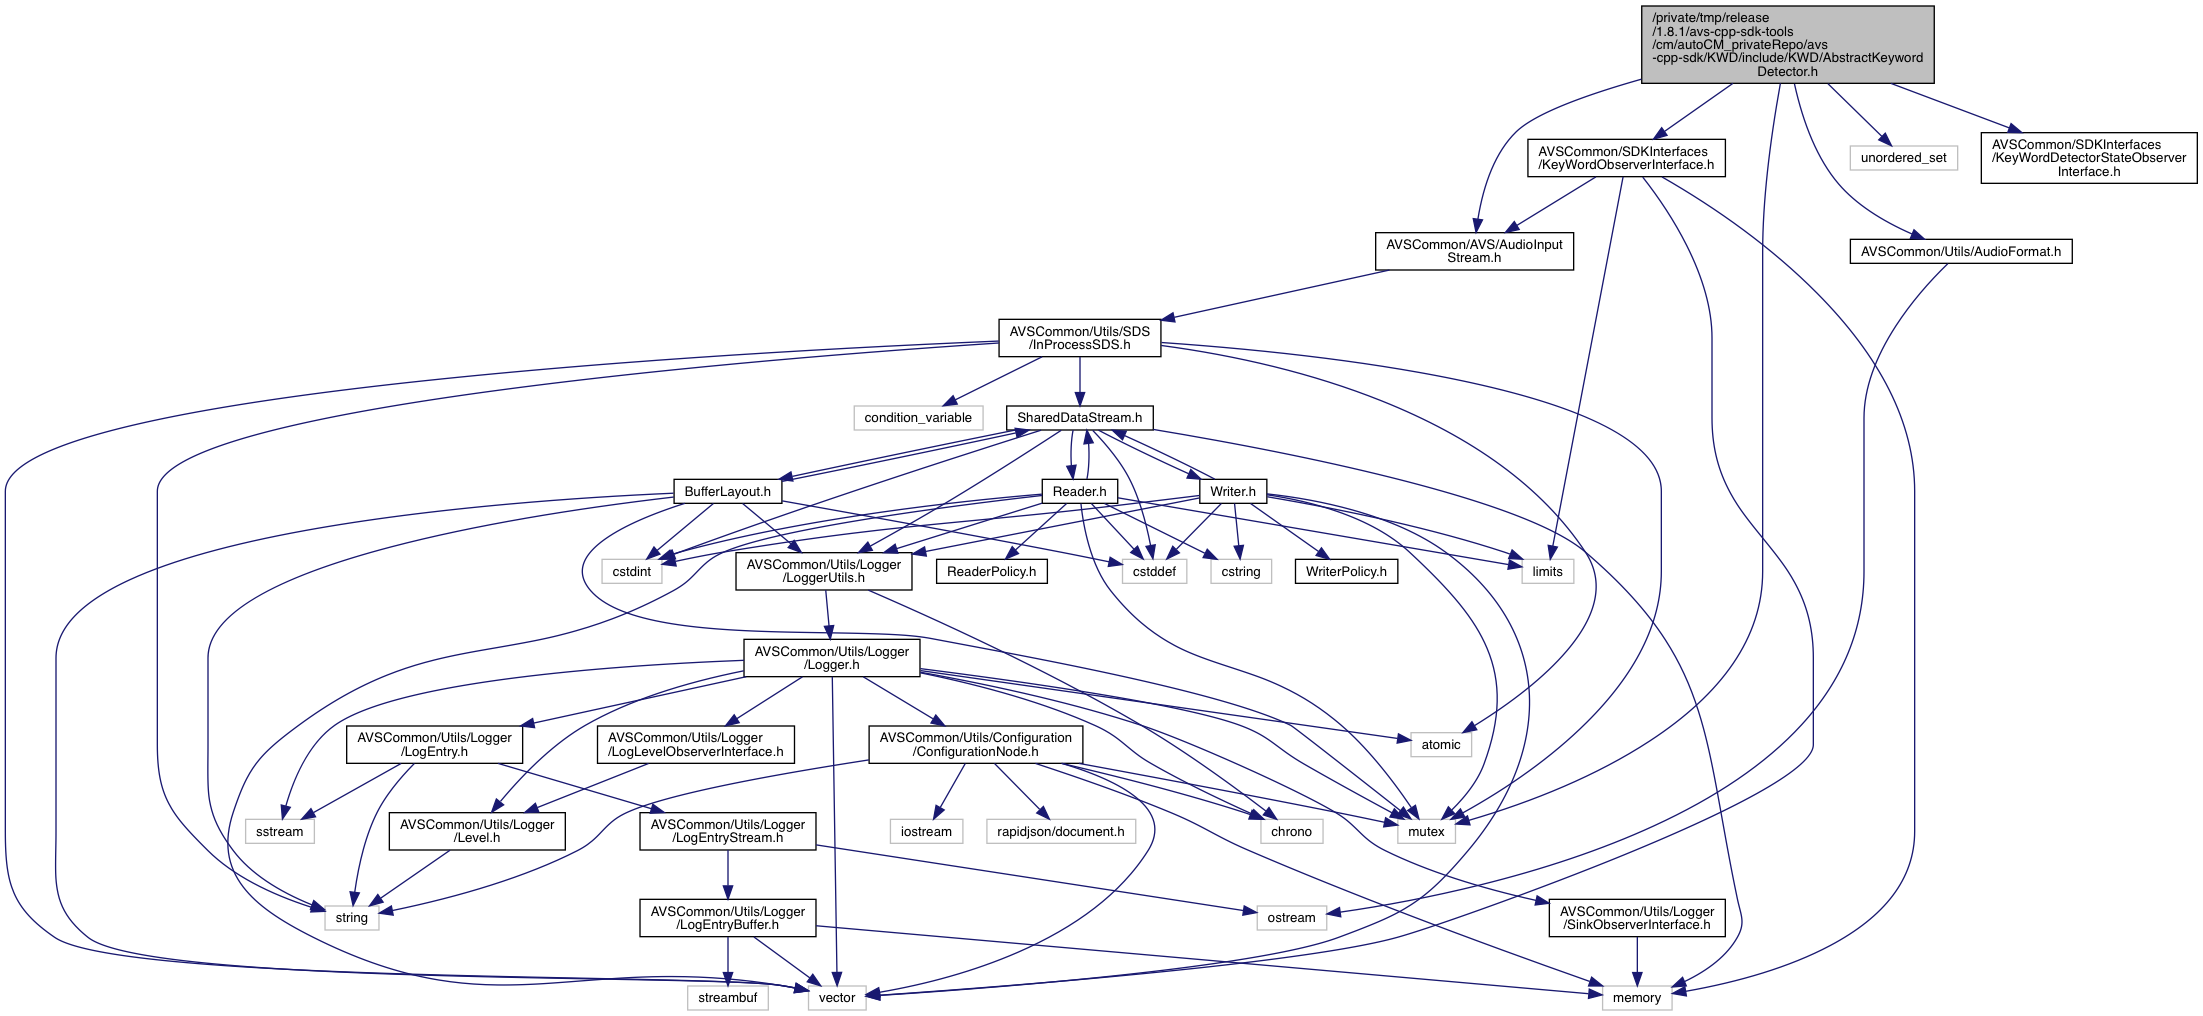 /private/tmp/release
/1.8.1/avs-cpp-sdk-tools
/cm/autoCM_privateRepo/avs
-cpp-sdk/KWD/include/KWD/AbstractKeyword
Detector.h
AVSCommon/SDKInterfaces
/KeyWordObserverInterface.h
unordered_set
AVSCommon/SDKInterfaces
/KeyWordDetectorStateObserver
Interface.h
AVSCommon/AVS/AudioInput
Stream.h
AVSCommon/Utils/AudioFormat.h
AVSCommon/Utils/SDS
/InProcessSDS.h
condition_variable
SharedDataStream.h
BufferLayout.h
Reader.h
Writer.h
cstdint
AVSCommon/Utils/Logger
/LoggerUtils.h
ReaderPolicy.h
cstddef
cstring
WriterPolicy.h
limits
AVSCommon/Utils/Logger
/Logger.h
AVSCommon/Utils/Logger
/LogEntry.h
AVSCommon/Utils/Logger
/LogLevelObserverInterface.h
AVSCommon/Utils/Configuration
/ConfigurationNode.h
atomic
sstream
AVSCommon/Utils/Logger
/Level.h
AVSCommon/Utils/Logger
/LogEntryStream.h
iostream
rapidjson/document.h
chrono
mutex
string
AVSCommon/Utils/Logger
/LogEntryBuffer.h
ostream
AVSCommon/Utils/Logger
/SinkObserverInterface.h
streambuf
vector
memory